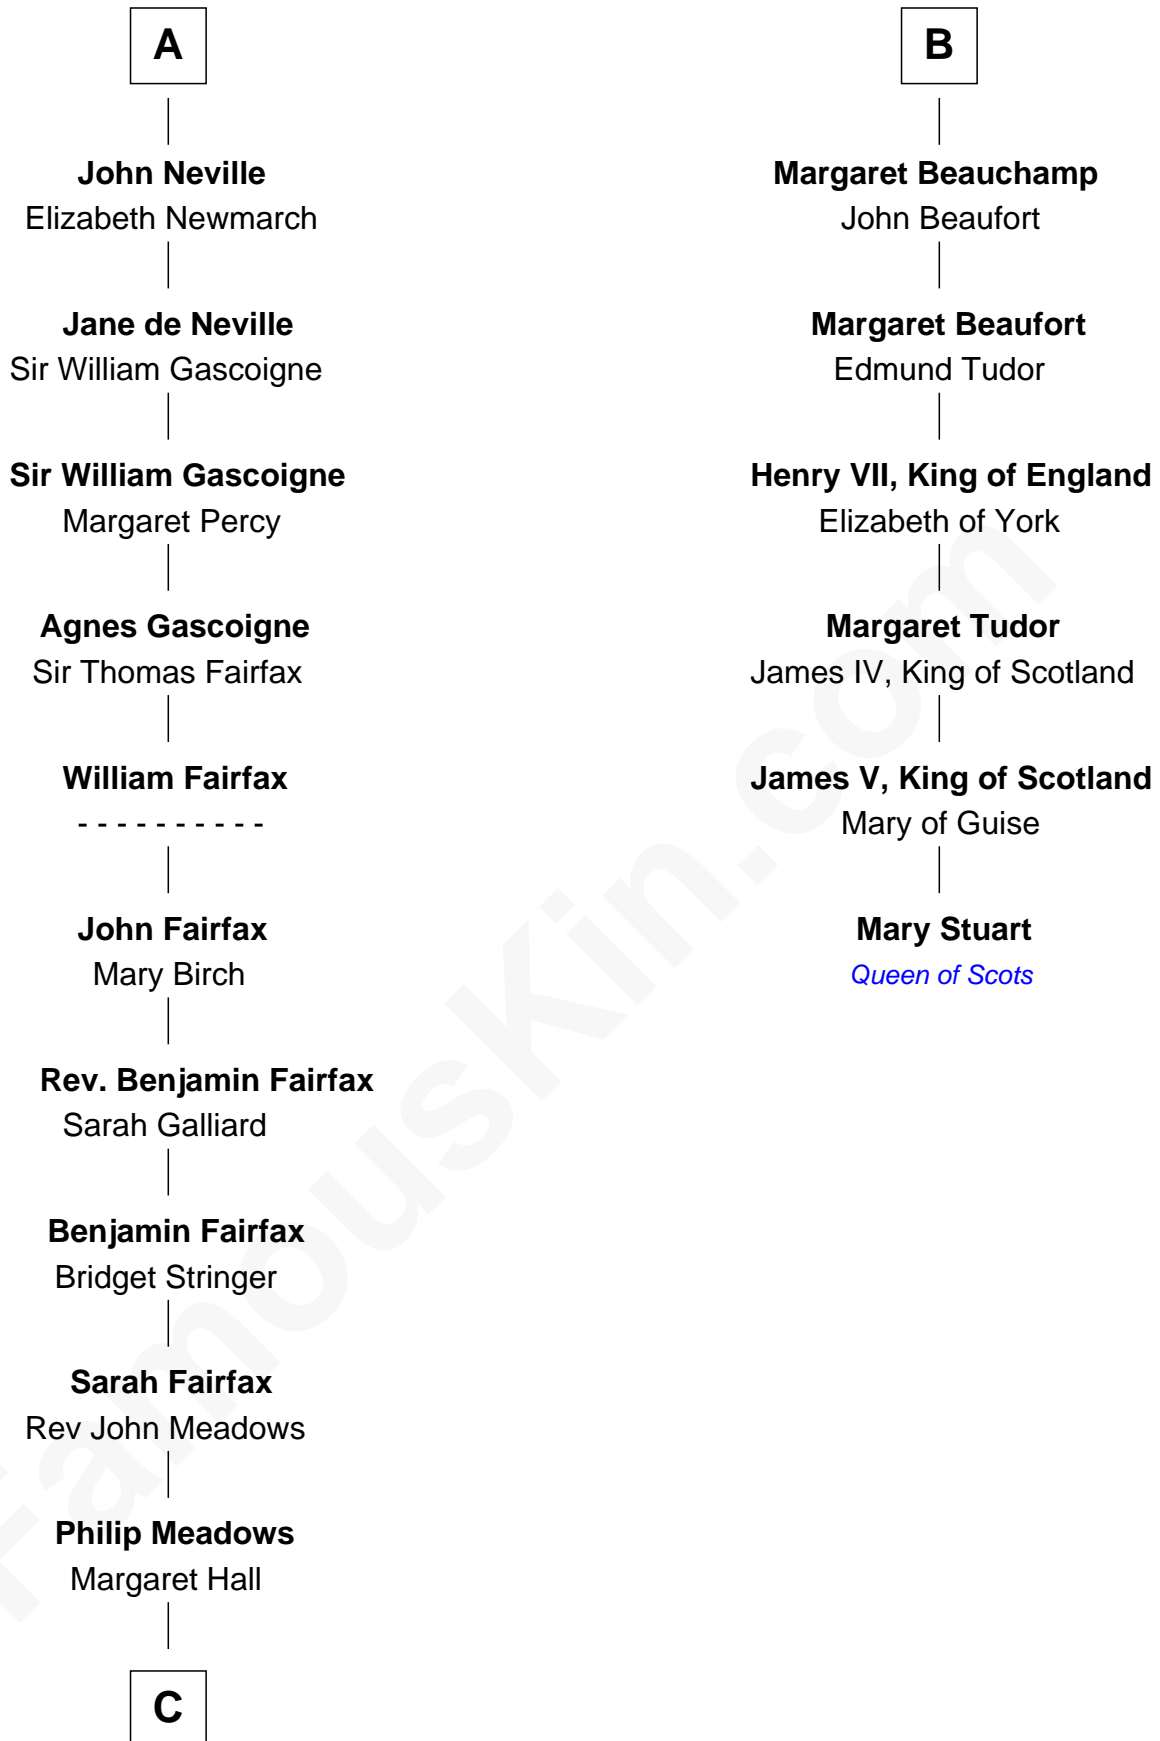 A
John Neville
Elizabeth Newmarch
Jane de Neville
Sir William Gascoigne
Sir William Gascoigne
Margaret Percy
Agnes Gascoigne
Sir Thomas Fairfax
William Fairfax
- - - - - - - - - -
John Fairfax
Mary Birch
Rev. Benjamin Fairfax
Sarah Galliard
Benjamin Fairfax
Bridget Stringer
Sarah Fairfax
Rev John Meadows
Philip Meadows
Margaret Hall
C
B
Margaret Beauchamp
John Beaufort
Margaret Beaufort
Edmund Tudor
Henry VII, King of England
Elizabeth of York
Margaret Tudor
James IV, King of Scotland
James V, King of Scotland
Mary of Guise
Mary Stuart
Queen of Scots
FamousKin.com